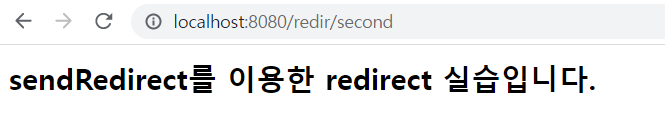 localhost:8080/redir/second
sendRedirect를 이용한 redirect 실습입니다.